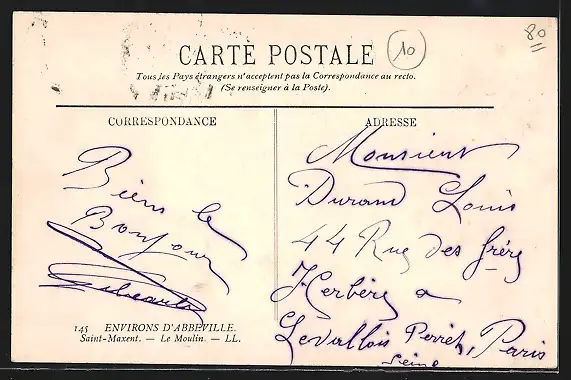 80
11
10
CARTE POSTALE
Tous les Pays étrangers n'acceptent pas la Correspondance au recto.
(Se renseigner à la Poste).
CORRESPONDANCE
Bien le
Bonjour
145 ENVIRONS D'ABBEVILLE.
Saint-Maxent. — Le Moulin. — LL.
ADRESSE
Monsieur
Durand Louis
44 Rue des frères
Herbert a
Levallois Perret, Paris
Seine